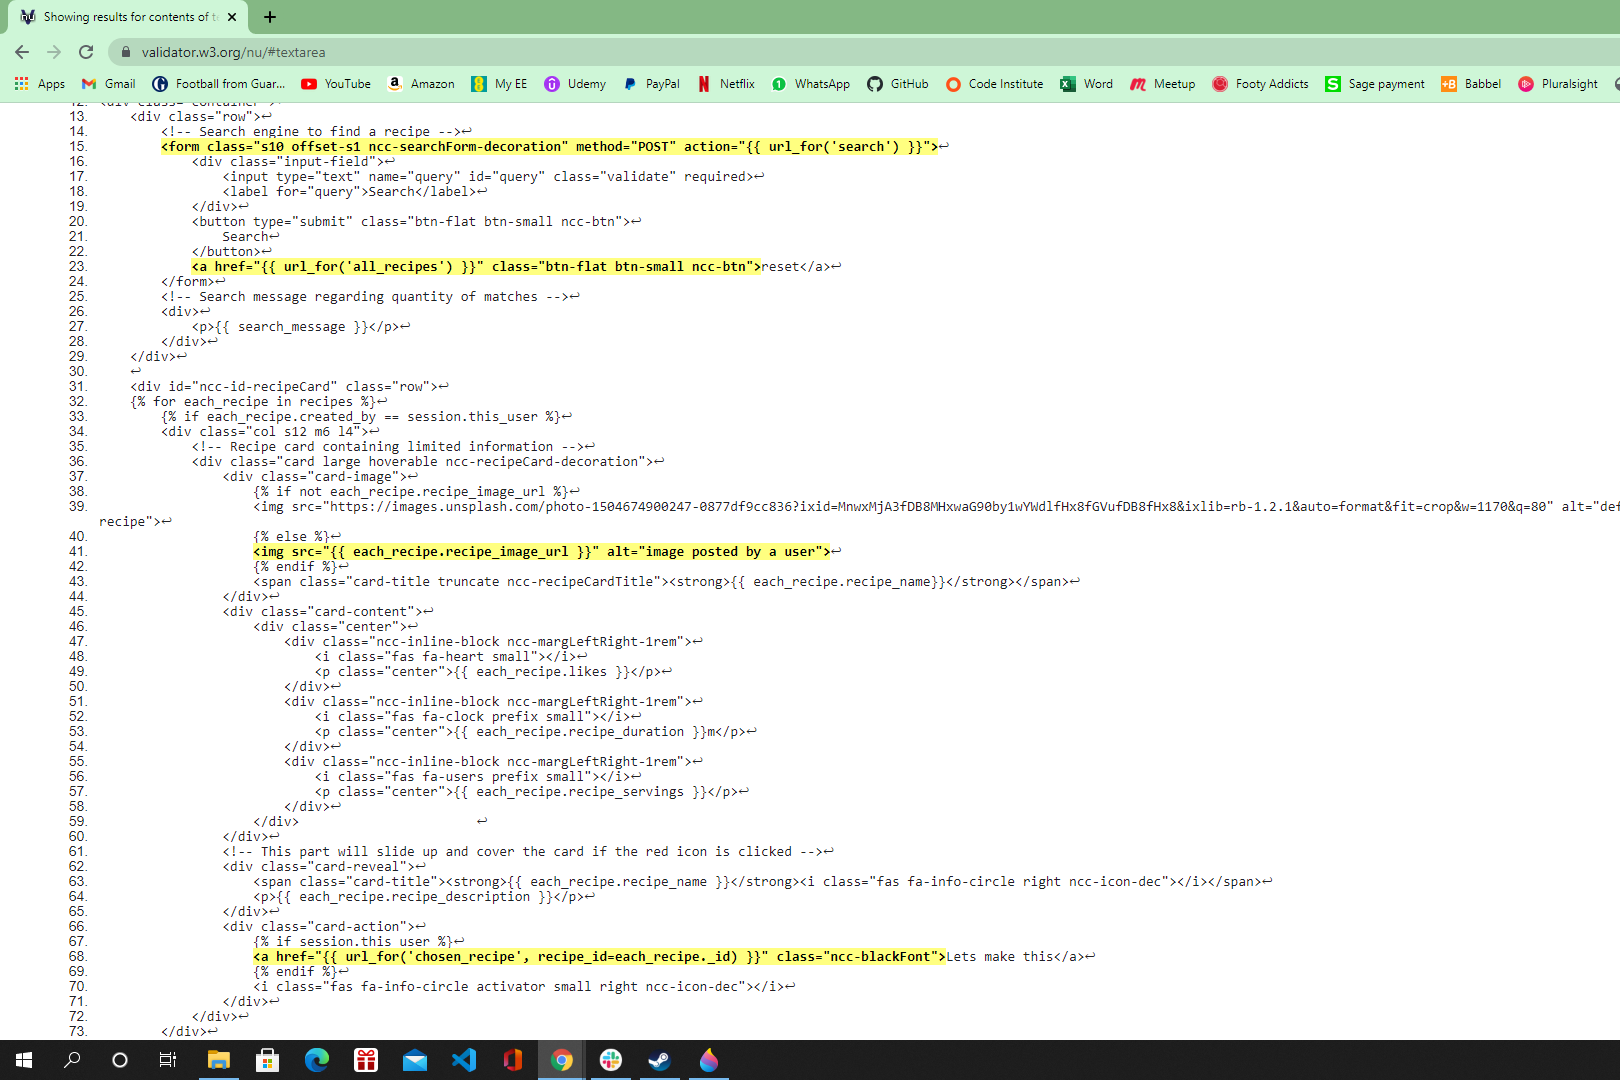 Showing results for contents of t
validator.w3.org/nu/#textarea
Apps
Gmail
Football from Guar...
YouTube
Amazon
My EE
Udemy
PayPal
Netflix
WhatsApp
GitHub
Code Institute
Word
Meetup
Footy Addicts
Sage payment
Babbel
Pluralsight
12. <div class="container">↩
13. <div class="row">↩
14. <!-- Search engine to find a recipe -->↩
15. <form class="s10 offset-s1 ncc-searchForm-decoration" method="POST" action="{{ url_for('search') }}">↩
16. <div class="input-field">↩
17. <input type="text" name="query" id="query" class="validate" required>↩
18. <label for="query">Search</label>↩
19. </div>↩
20. <button type="submit" class="btn-flat btn-small ncc-btn">↩
21. Search↩
22. </button>↩
23. <a href="{{ url_for('all_recipes') }}" class="btn-flat btn-small ncc-btn">reset</a>↩
24. </form>↩
25. <!-- Search message regarding quantity of matches -->↩
26. <div>↩
27. <p>{{ search_message }}</p>↩
28. </div>↩
29. </div>↩
30. ↩
31. <div id="ncc-id-recipeCard" class="row">↩
32. {% for each_recipe in recipes %}↩
33. {% if each_recipe.created_by == session.this_user %}↩
34. <div class="col s12 m6 l4">↩
35. <!-- Recipe card containing limited information -->↩
36. <div class="card large hoverable ncc-recipeCard-decoration">↩
37. <div class="card-image">↩
38. {% if not each_recipe.recipe_image_url %}↩
39. <img src="https://images.unsplash.com/photo-1504674900247-0877df9cc836?ixid=MnwxMjA3fDB8MHxwaG90by1wYWdlfHx8fGVufDB8fHx8&ixlib=rb-1.2.1&auto=format&fit=crop&w=1170&q=80" alt="def
recipe">↩
40. {% else %}↩
41. <img src="{{ each_recipe.recipe_image_url }}" alt="image posted by a user">↩
42. {% endif %}↩
43. <span class="card-title truncate ncc-recipeCardTitle"><strong>{{ each_recipe.recipe_name}}</strong></span>↩
44. </div>↩
45. <div class="card-content">↩
46. <div class="center">↩
47. <div class="ncc-inline-block ncc-margLeftRight-1rem">↩
48. <i class="fas fa-heart small"></i>↩
49. <p class="center">{{ each_recipe.likes }}</p>↩
50. </div>↩
51. <div class="ncc-inline-block ncc-margLeftRight-1rem">↩
52. <i class="fas fa-clock prefix small"></i>↩
53. <p class="center">{{ each_recipe.recipe_duration }}m</p>↩
54. </div>↩
55. <div class="ncc-inline-block ncc-margLeftRight-1rem">↩
56. <i class="fas fa-users prefix small"></i>↩
57. <p class="center">{{ each_recipe.recipe_servings }}</p>↩
58. </div>↩
59. </div> ↩
60. </div>↩
61. <!-- This part will slide up and cover the card if the red icon is clicked -->↩
62. <div class="card-reveal">↩
63. <span class="card-title"><strong>{{ each_recipe.recipe_name }}</strong><i class="fas fa-info-circle right ncc-icon-dec"></i></span>↩
64. <p>{{ each_recipe.recipe_description }}</p>↩
65. </div>↩
66. <div class="card-action">↩
67. {% if session.this_user %}↩
68. <a href="{{ url_for('chosen_recipe', recipe_id=each_recipe._id) }}" class="ncc-blackFont">Lets make this</a>↩
69. {% endif %}↩
70. <i class="fas fa-info-circle activator small right ncc-icon-dec"></i>↩
71. </div>↩
72. </div>↩
73. </div>↩